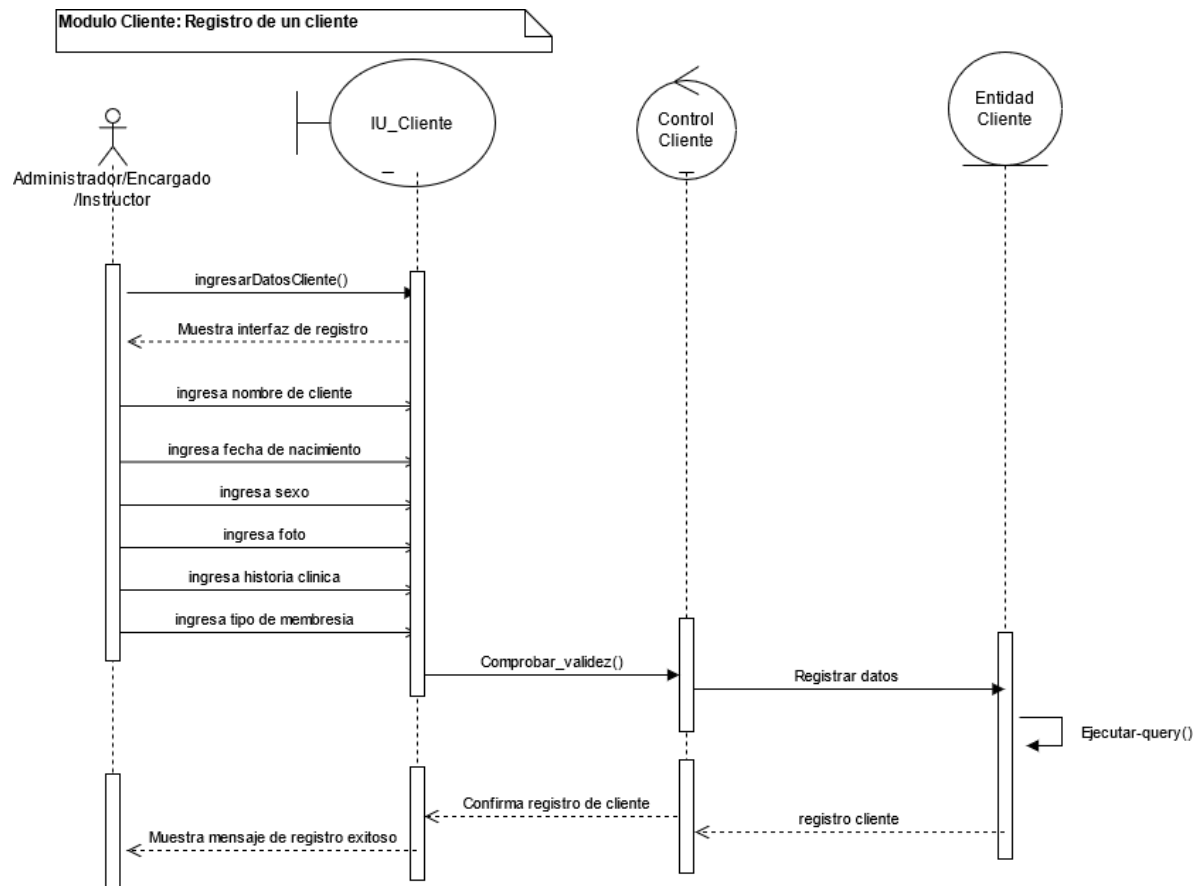 Modulo Cliente: Registro de un cliente
IU_Cliente
Control
Cliente
Entidad
Cliente
Administrador/Encargado
/Instructor
ingresarDatosCliente()
Muestra interfaz de registro
ingresa nombre de cliente
ingresa fecha de nacimiento
ingresa sexo
ingresa foto
ingresa historia clinica
ingresa tipo de membresia
Comprobar_validez()
Registrar datos
Ejecutar-query()
Confirma registro de cliente
registro cliente
Muestra mensaje de registro exitoso